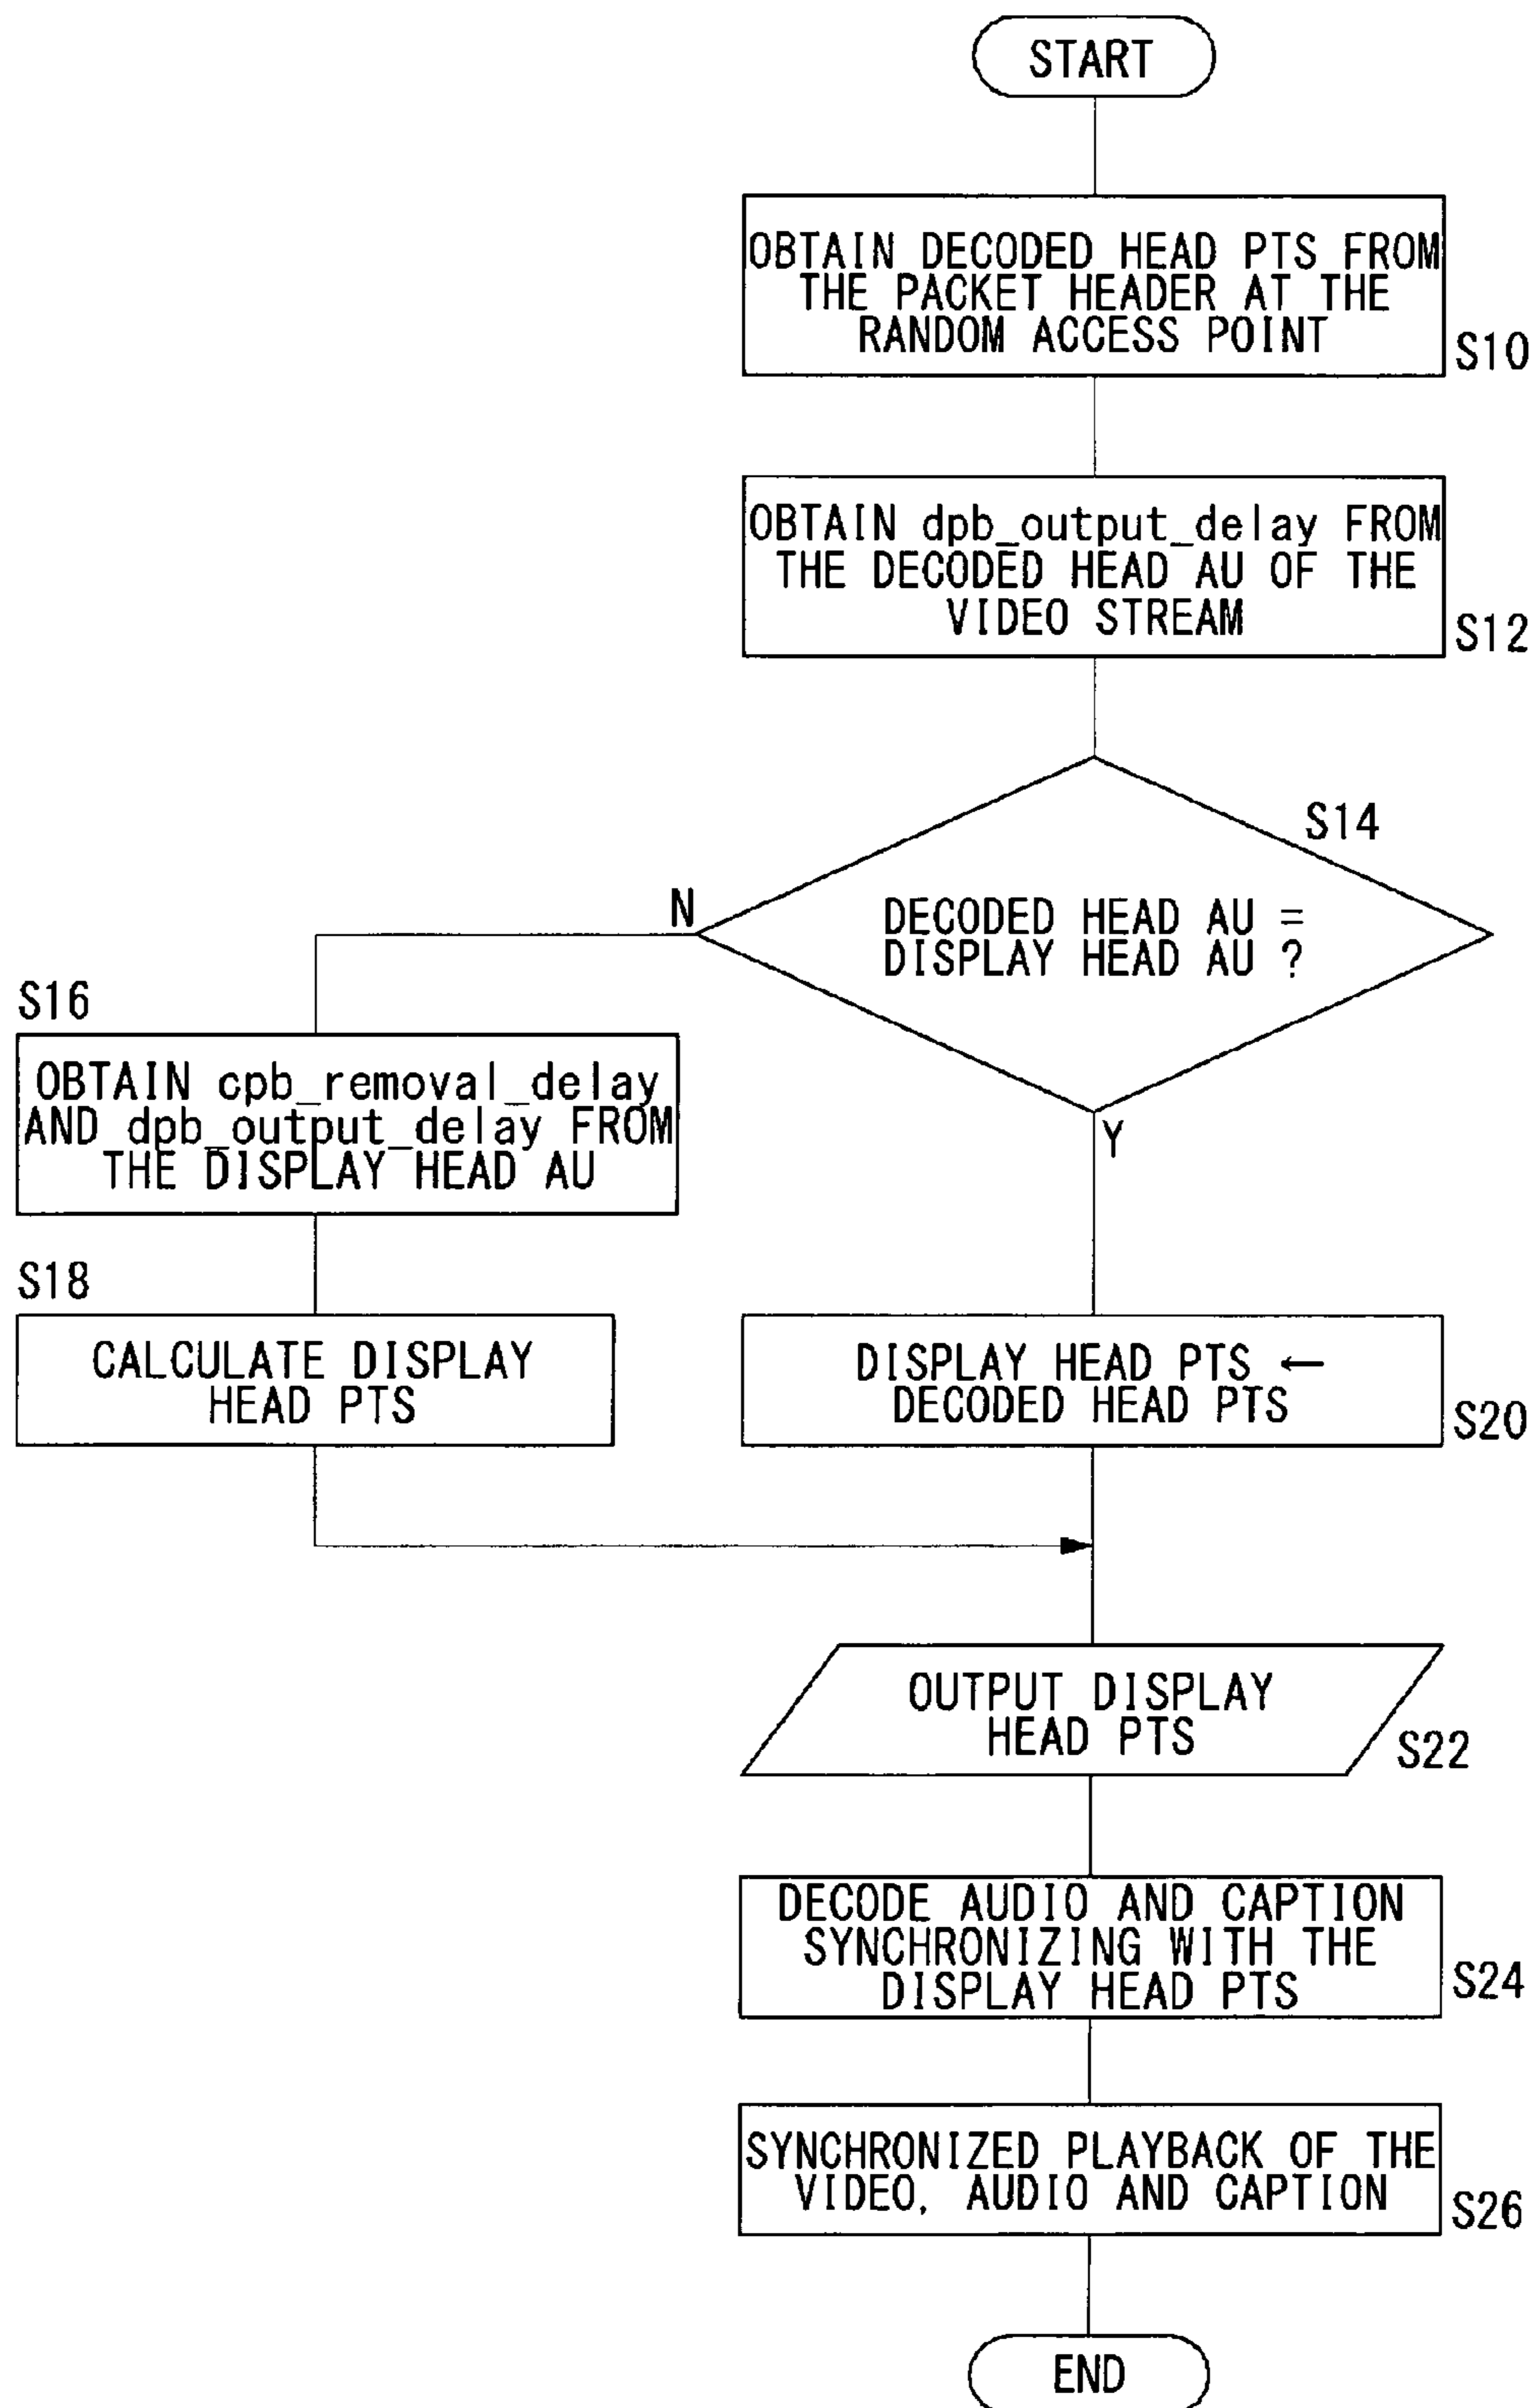 START
OBTAIN DECODED HEAD PTS FROM
THE PACKET HEADER AT THE
RANDOM ACCESS POINT
S10
OBTAIN dpb_output_delay FROM
THE DECODED HEAD AU OF THE
VIDEO STREAM
S12
S14
DECODED HEAD AU =
DISPLAY HEAD AU ?
N
Y
S16
OBTAIN cpb_removal_delay
AND dpb_output_delay FROM
THE DISPLAY HEAD AU
S18
CALCULATE DISPLAY
HEAD PTS
DISPLAY HEAD PTS ←
DECODED HEAD PTS
S20
OUTPUT DISPLAY
HEAD PTS
S22
DECODE AUDIO AND CAPTION
SYNCHRONIZING WITH THE
DISPLAY HEAD PTS
S24
SYNCHRONIZED PLAYBACK OF THE
VIDEO, AUDIO AND CAPTION
S26
END